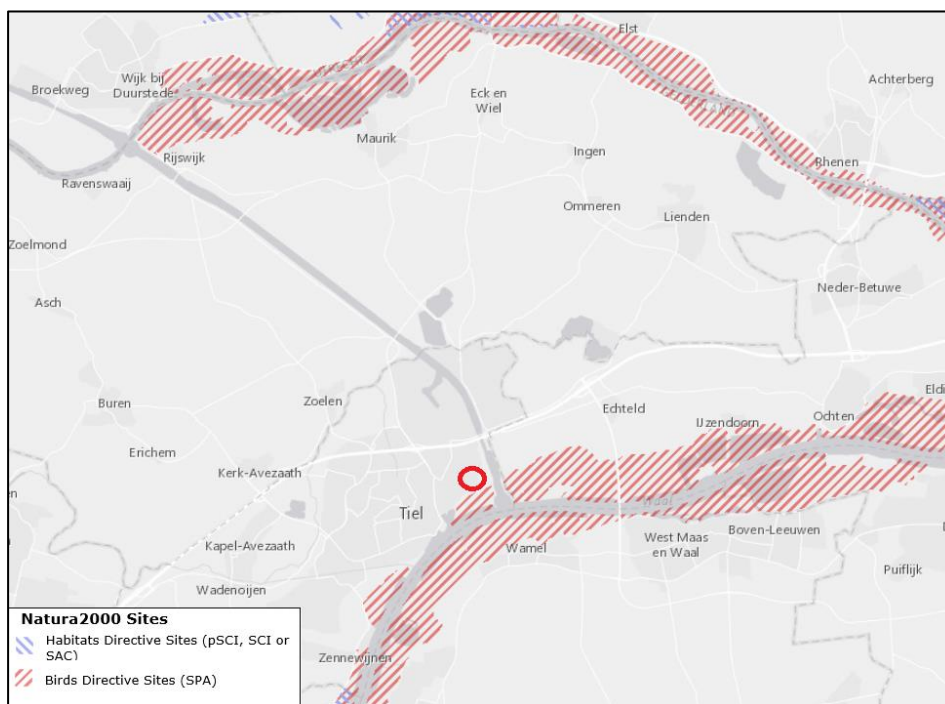 Elst
Wijk bij
Duurstede
Achterberg
Broekweg
Eck en
Wiel
Maurik
Rijswijk
Ingen
Rhenen
Ravenswaaij
Ommeren
Lienden
Zoelmond
Neder-Betuwe
Asch
Buren
Zoelen
Echteld
IJzendoorn
Ochten
Erichem
Kerk-Avezaath
Tiel
Waal
Kapel-Avezaath
Wamel
West Maas
en Waal
Boven-Leeuwen
Wadenoijen
Puiflijk
Zennewijnen
Natura2000 Sites
Habitats Directive Sites (pSCI, SCI or
SAC)
Birds Directive Sites (SPA)